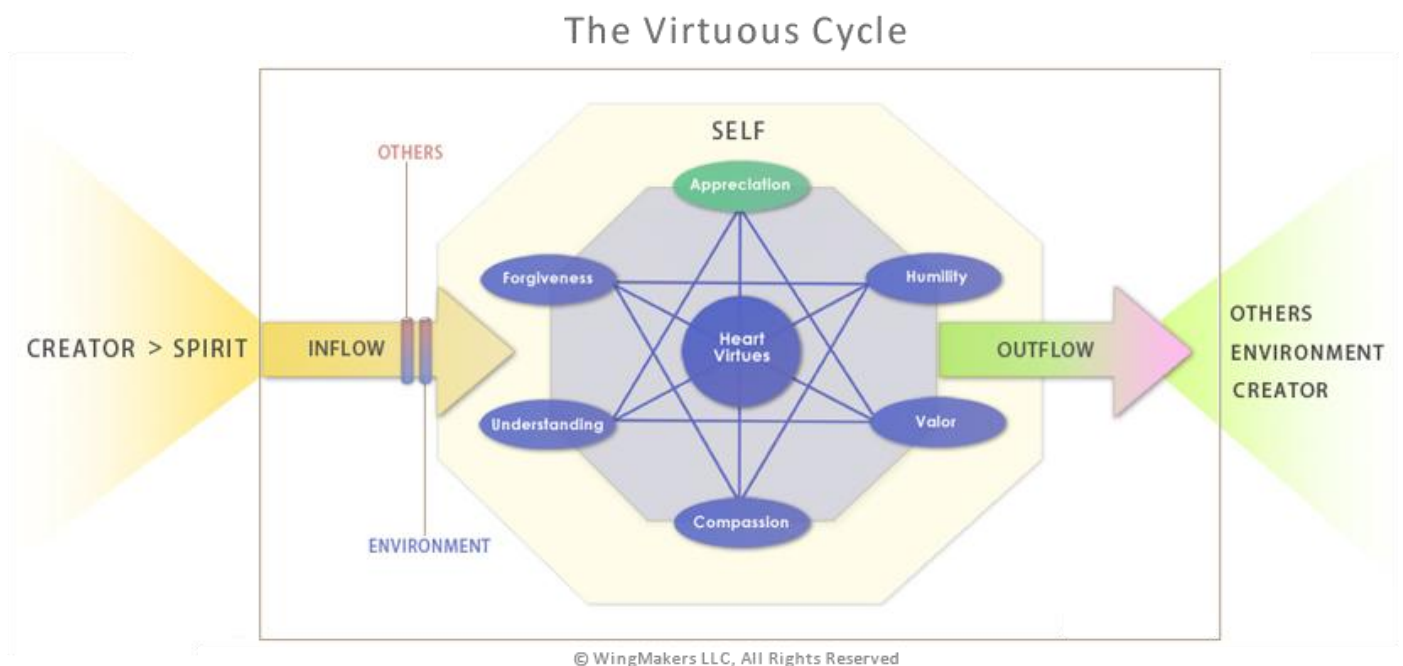 The Virtuous Cycle
SELF
OTHERS
Appreciation
Forgiveness
Humility
CREATOR > SPIRIT
INFLOW
Heart
Virtues
OUTFLOW
OTHERS
ENVIRONMENT
CREATOR
Understanding
Valor
Compassion
ENVIRONMENT
© WingMakers LLC, All Rights Reserved